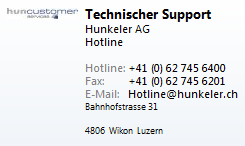 huncustomer
services
Technischer Support
Hunkeler AG
Hotline
Hotline: +41 (0) 62 745 6400
Fax: +41 (0) 62 745 6201
E-Mail: Hotline@hunkeler.ch
Bahnhofstrasse 31
4806 Wikon Luzern